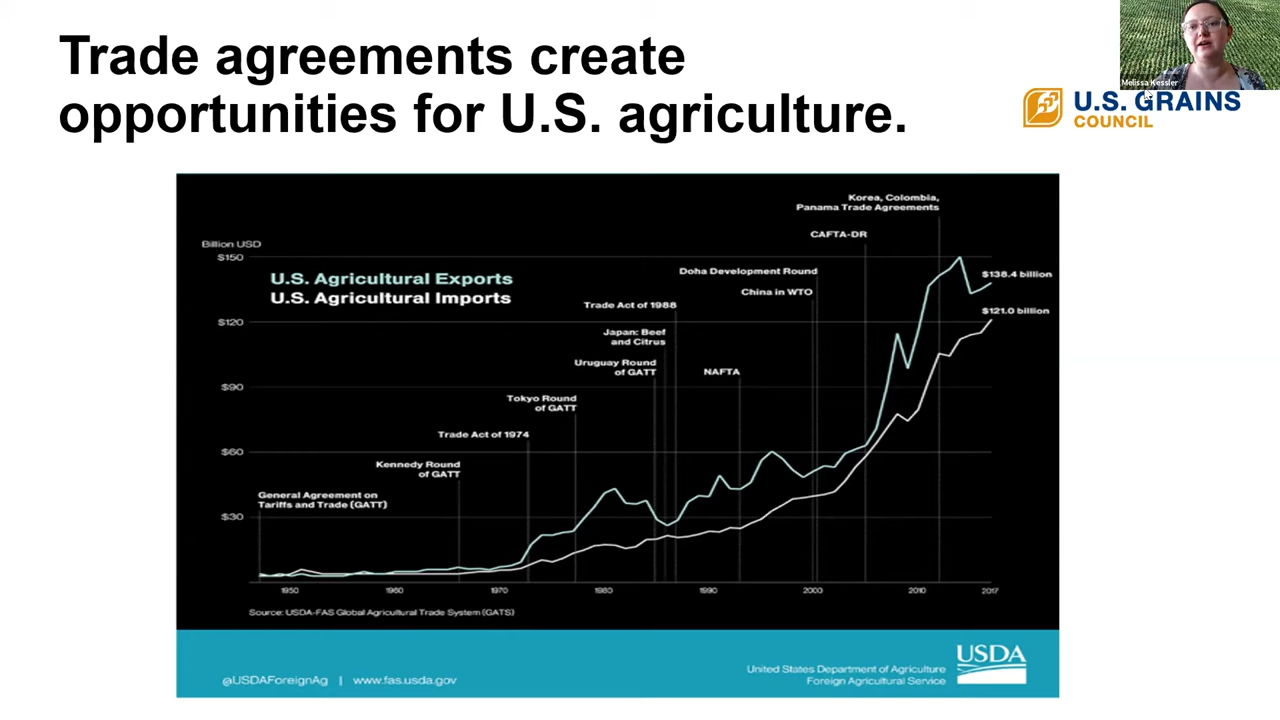 Trade agreements create
opportunities for U.S. agriculture.
Melissa Kessler
U.S. GRAINS
COUNCIL
Korea, Colombia,
Panama Trade Agreements
CAFTA-DR
Billion USD
$150
U.S. Agricultural Exports
U.S. Agricultural Imports
Doha Development Round
China in WTO
$138.4 billion
$121.0 billion
Trade Act of 1988
$120
Japan: Beef
and Citrus
Uruguay Round
of GATT
NAFTA
$90
Tokyo Round
of GATT
Trade Act of 1974
$60
Kennedy Round
of GATT
General Agreement on
Tariffs and Trade (GATT)
$30
1950 1960 1970 1980 1990 2000 2010 2017
Source: USDA-FAS Global Agricultural Trade System (GATS)
@USDAForeignAg | www.fas.usda.gov
United States Department of Agriculture
Foreign Agricultural Service
USDA